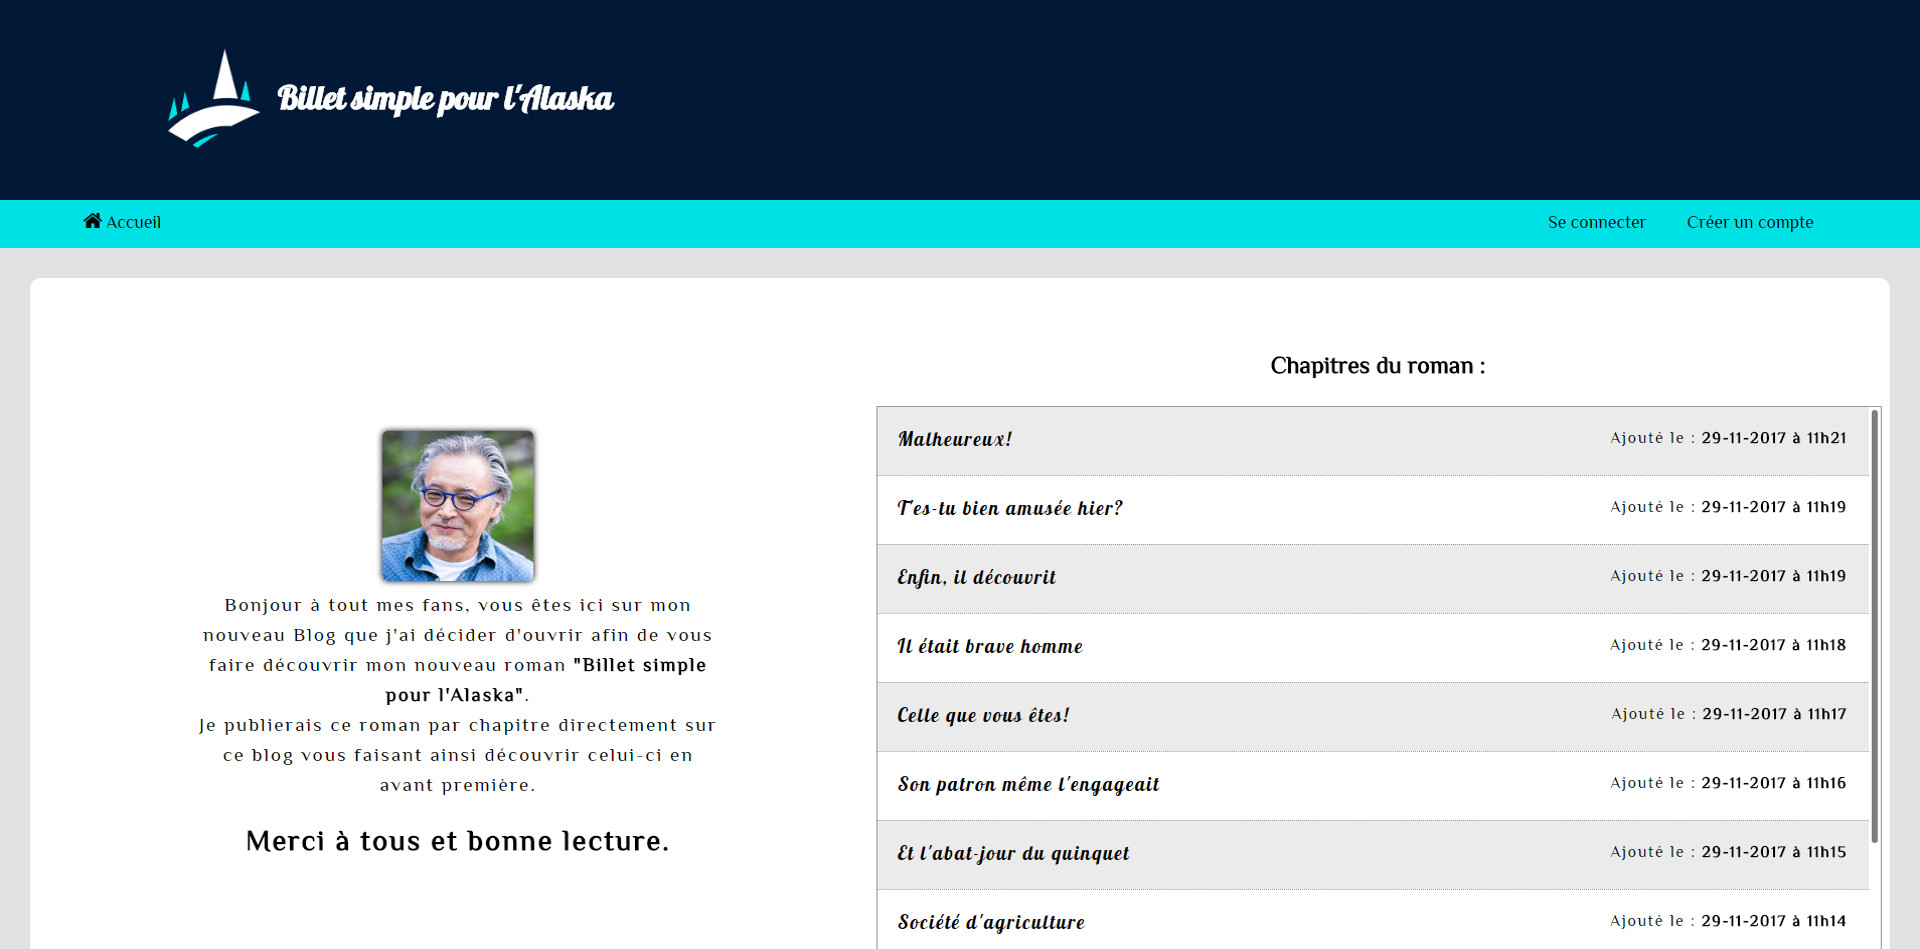 Billet simple pour l'Alaska
Accueil
Se connecter
Créer un compte
Bonjour à tout mes fans, vous êtes ici sur mon
nouveau Blog que j'ai décider d'ouvrir afin de vous
faire découvrir mon nouveau roman "Billet simple
pour l'Alaska".
Je publierais ce roman par chapitre directement sur
ce blog vous faisant ainsi découvrir celui-ci en
avant première.
Merci à tous et bonne lecture.
Chapitres du roman :
Malheureux!
Ajouté le : 29-11-2017 à 11h21
T'es-tu bien amusée hier?
Ajouté le : 29-11-2017 à 11h19
Enfin, il découvrit
Ajouté le : 29-11-2017 à 11h19
Il était brave homme
Ajouté le : 29-11-2017 à 11h18
Celle que vous êtes!
Ajouté le : 29-11-2017 à 11h17
Son patron même l'engageait
Ajouté le : 29-11-2017 à 11h16
Et l'abat-jour du quinquet
Ajouté le : 29-11-2017 à 11h15
Société d'agriculture
Ajouté le : 29-11-2017 à 11h14